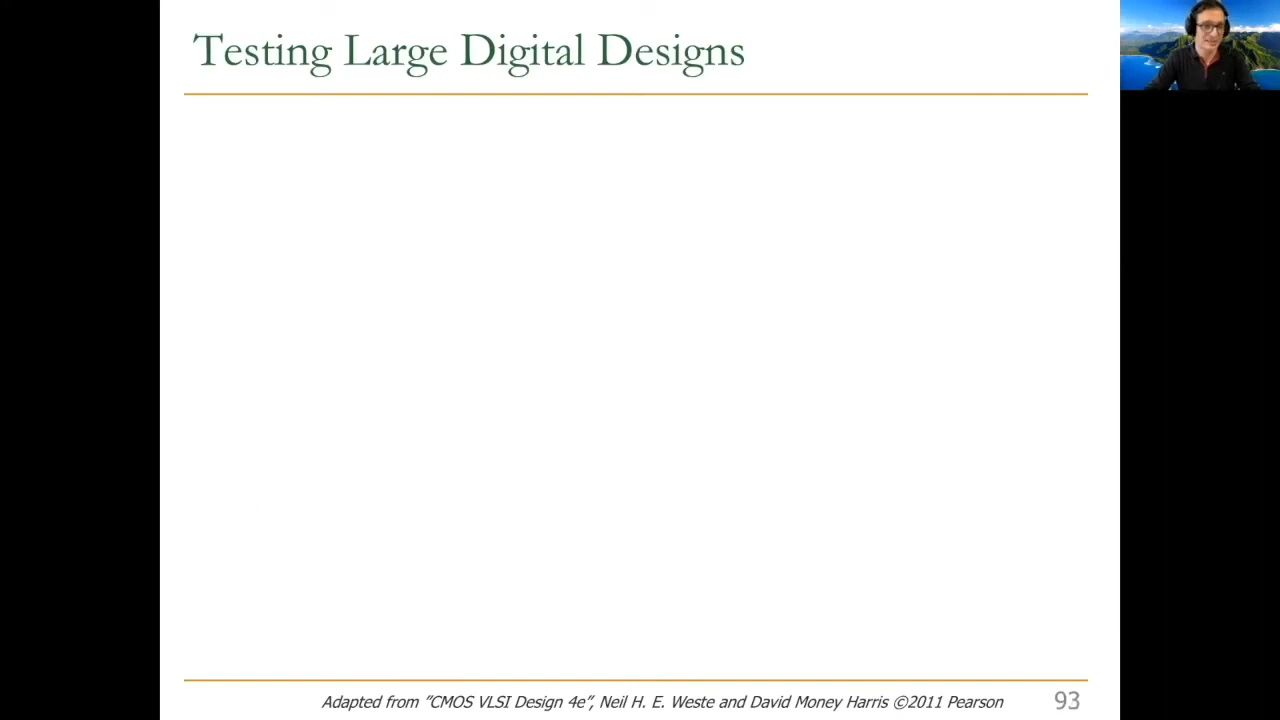 Testing Large Digital Designs
Adapted from ”CMOS VLSI Design 4e”, Neil H. E. Weste and David Money Harris ©2011 Pearson
93